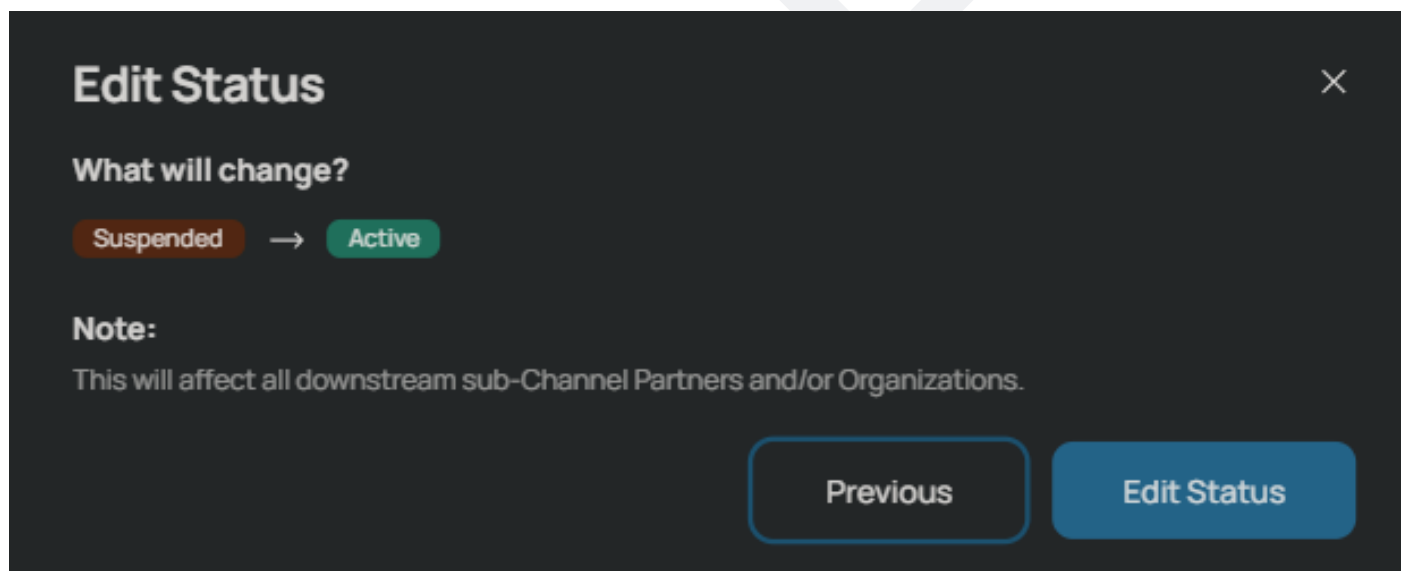 Edit Status
What will change?
Suspended → Active
Note:
This will affect all downstream sub-Channel Partners and/or Organizations.
Previous Edit Status